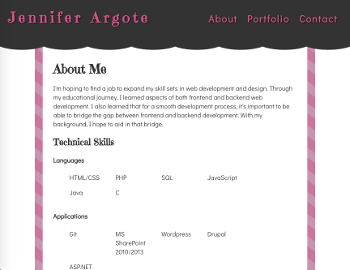 Jennifer Argote
About Portfolio Contact
About Me
I'm hoping to find a job to expand my skill sets in web development and design. Through
my educational journey, I learned aspects of both frontend and backend web
development. I also learned that for a smooth development process, it's important to be
able to bridge the gap between frontend and backend development. With my
background, I hope to aid in that bridge.
Technical Skills
Languages
HTML/CSS PHP SQL JavaScript
Java C
Applications
Git MS Wordpress Drupal
SharePoint
2010/2013
ASP.NET